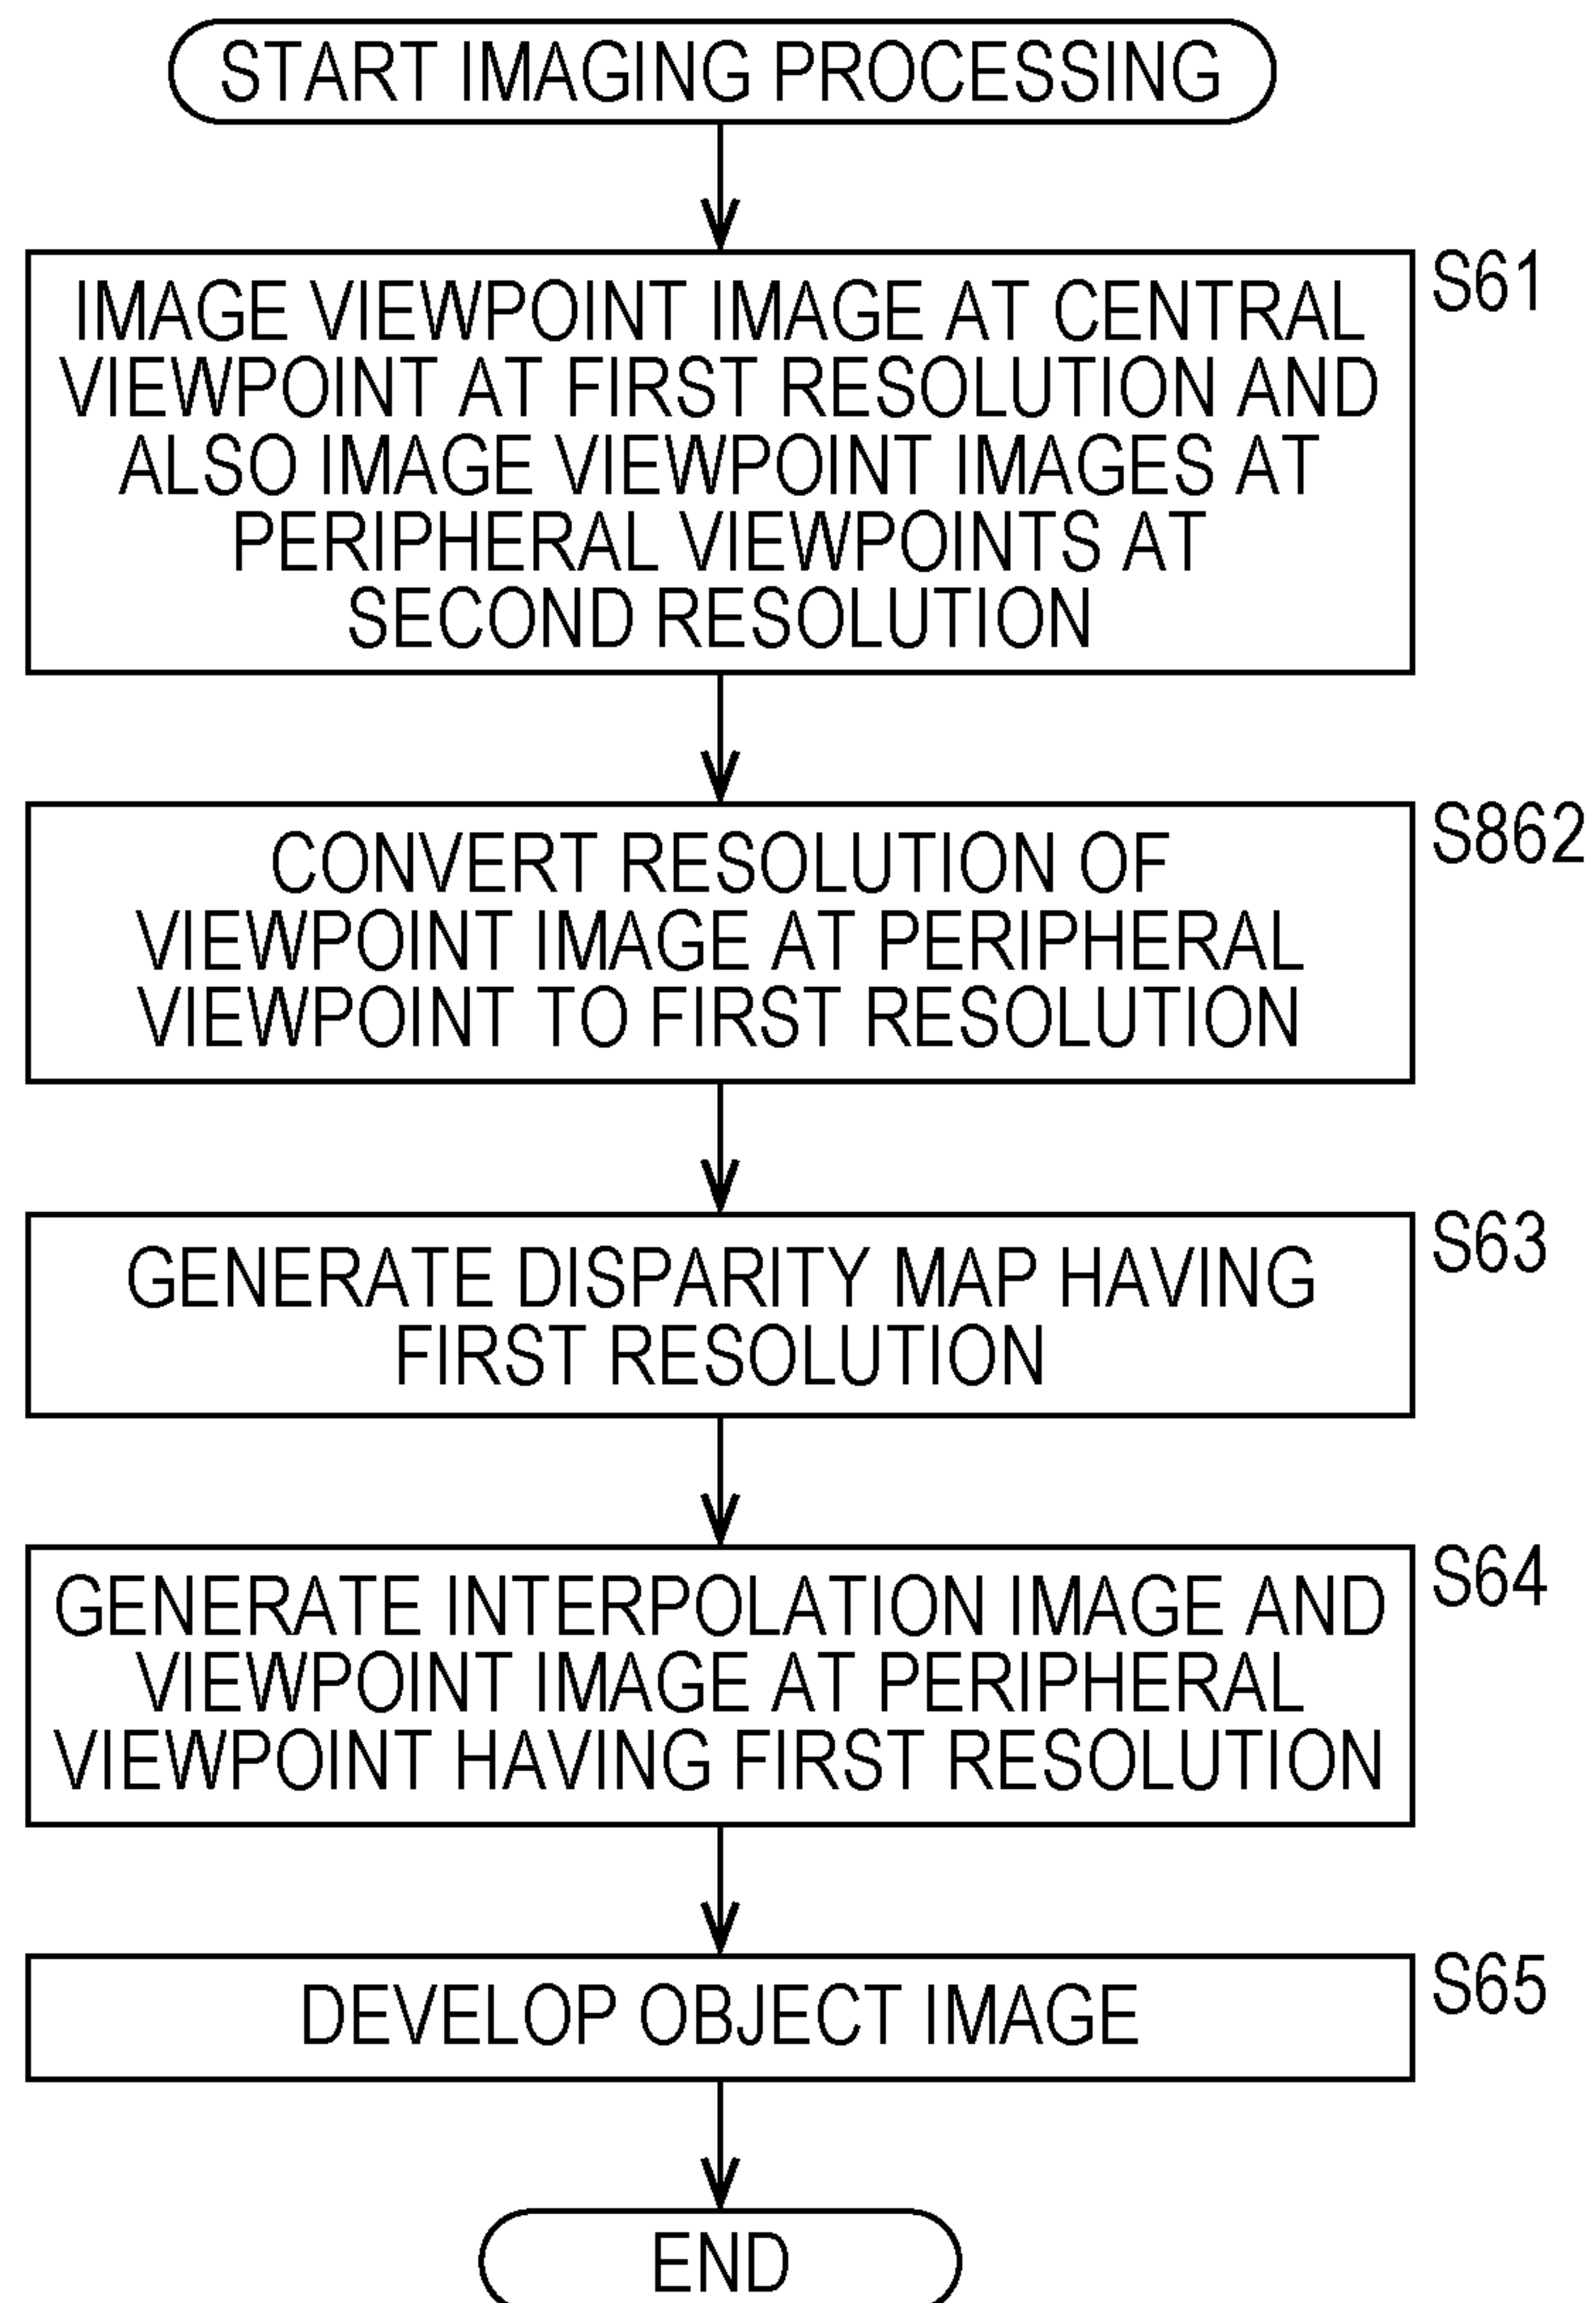 START IMAGING PROCESSING
S61
IMAGE VIEWPOINT IMAGE AT CENTRAL
VIEWPOINT AT FIRST RESOLUTION AND
ALSO IMAGE VIEWPOINT IMAGES AT
PERIPHERAL VIEWPOINTS AT
SECOND RESOLUTION
S862
CONVERT RESOLUTION OF
VIEWPOINT IMAGE AT PERIPHERAL
VIEWPOINT TO FIRST RESOLUTION
S63
GENERATE DISPARITY MAP HAVING
FIRST RESOLUTION
S64
GENERATE INTERPOLATION IMAGE AND
VIEWPOINT IMAGE AT PERIPHERAL
VIEWPOINT HAVING FIRST RESOLUTION
S65
DEVELOP OBJECT IMAGE
END